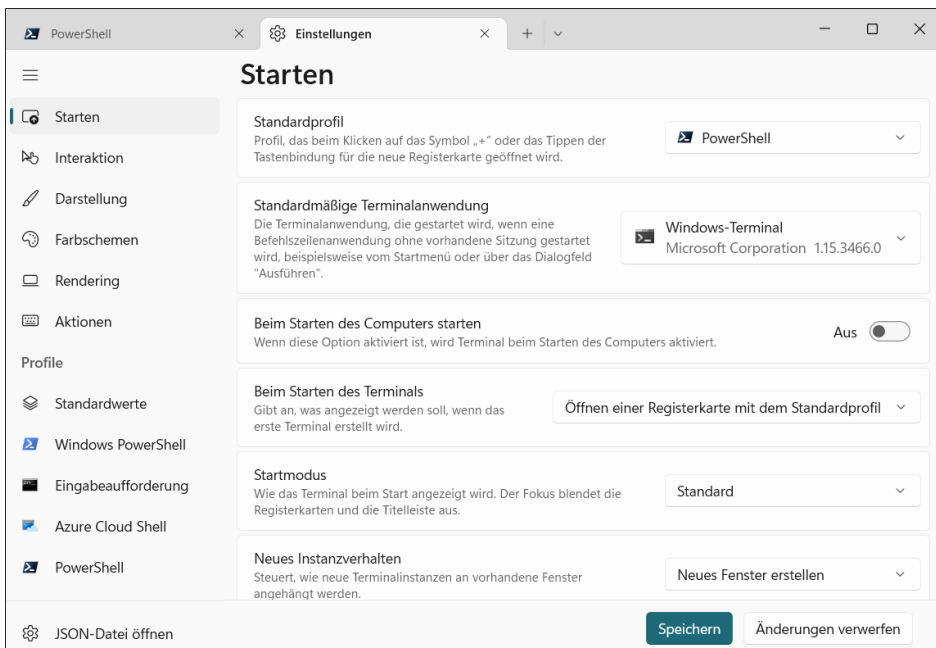 PowerShell
Einstellungen
Starten
Interaktion
Darstellung
Farbschemen
Rendering
Aktionen
Profile
Standardwerte
Windows PowerShell
Eingabeaufforderung
Azure Cloud Shell
PowerShell
JSON-Datei öffnen
Starten
Standardprofil
Profil, das beim Klicken auf das Symbol „+“ oder das Tippen der
Tastenbindung für die neue Registerkarte geöffnet wird.
PowerShell
Standardmäßige Terminalanwendung
Die Terminalanwendung, die gestartet wird, wenn eine
Befehlszeilenanwendung ohne vorhandene Sitzung gestartet
wird, beispielsweise vom Startmenü oder über das Dialogfeld
"Ausführen".
Windows-Terminal
Microsoft Corporation 1.15.3466.0
Beim Starten des Computers starten
Wenn diese Option aktiviert ist, wird Terminal beim Starten des Computers aktiviert.
Aus
Beim Starten des Terminals
Gibt an, was angezeigt werden soll, wenn das
erste Terminal erstellt wird.
Öffnen einer Registerkarte mit dem Standardprofil
Startmodus
Wie das Terminal beim Start angezeigt wird. Der Fokus blendet die
Registerkarten und die Titelleiste aus.
Standard
Neues Instanzverhalten
Steuert, wie neue Terminalinstanzen an vorhandene Fenster
angehängt werden.
Neues Fenster erstellen
Speichern
Änderungen verwerfen